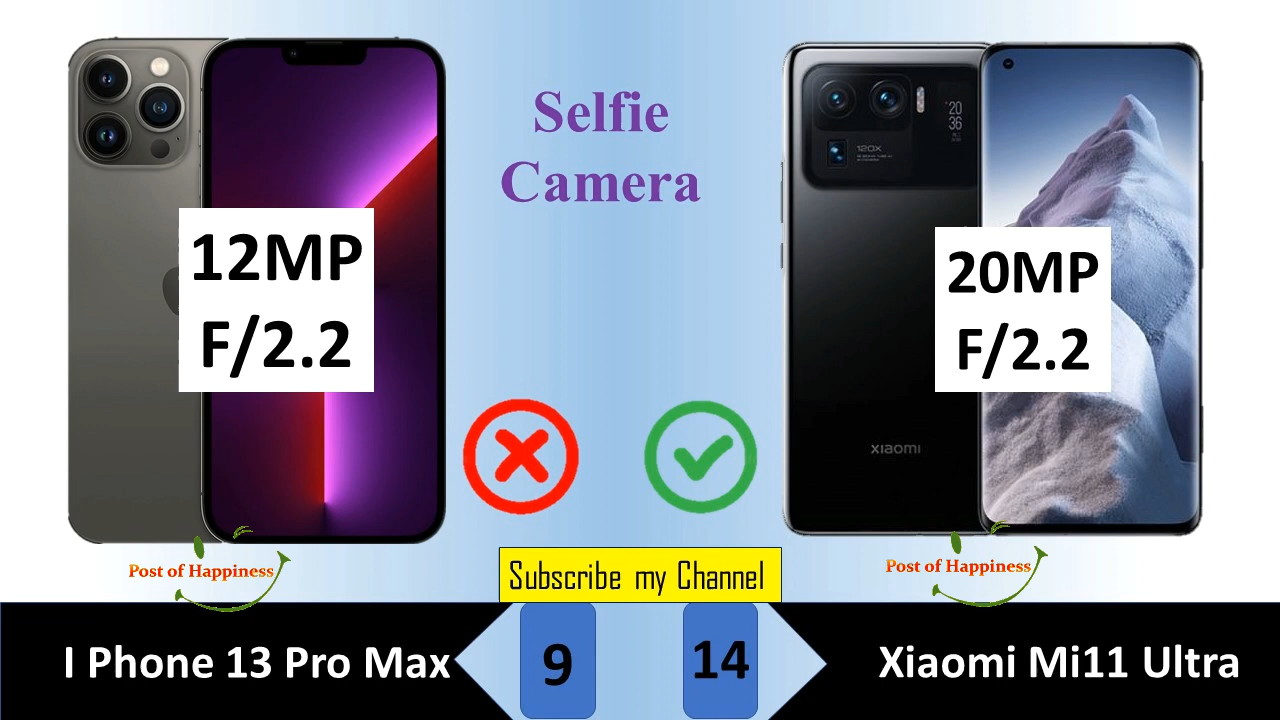 Selfie
Camera
12MP
F/2.2
20MP
F/2.2
20
36
120X
xiaomi
Post of Happiness
Post of Happiness
Subscribe my Channel
I Phone 13 Pro Max
9
14
Xiaomi Mi11 Ultra